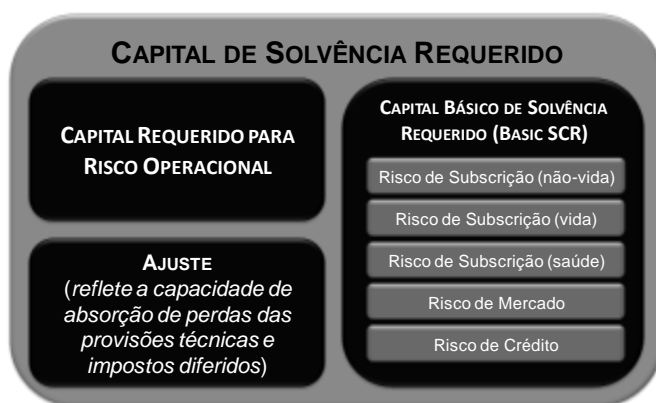 CAPITAL DE SOLVÊNCIA REQUERIDO
CAPITAL REQUERIDO PARA
RISCO OPERACIONAL
AJUSTE
(reflete a capacidade de
absorção de perdas das
provisões técnicas e
impostos diferidos)
CAPITAL BÁSICO DE SOLVÊNCIA
REQUERIDO (BASIC SCR)
Risco de Subscrição (não-vida)
Risco de Subscrição (vida)
Risco de Subscrição (saúde)
Risco de Mercado
Risco de Crédito